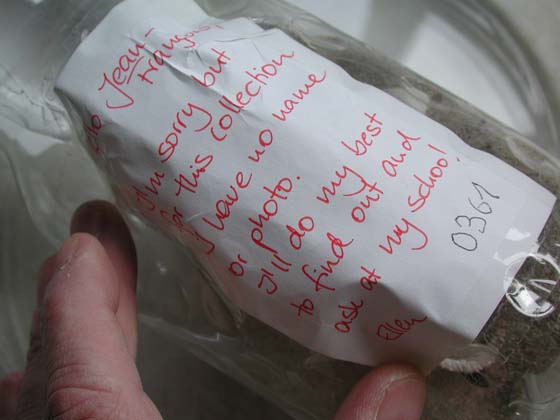 Jean-
François,
I'm sorry but
for this collection
I have no name
or photo.
I'll do my best
to find out and
ask at my school!
Ellen
0361